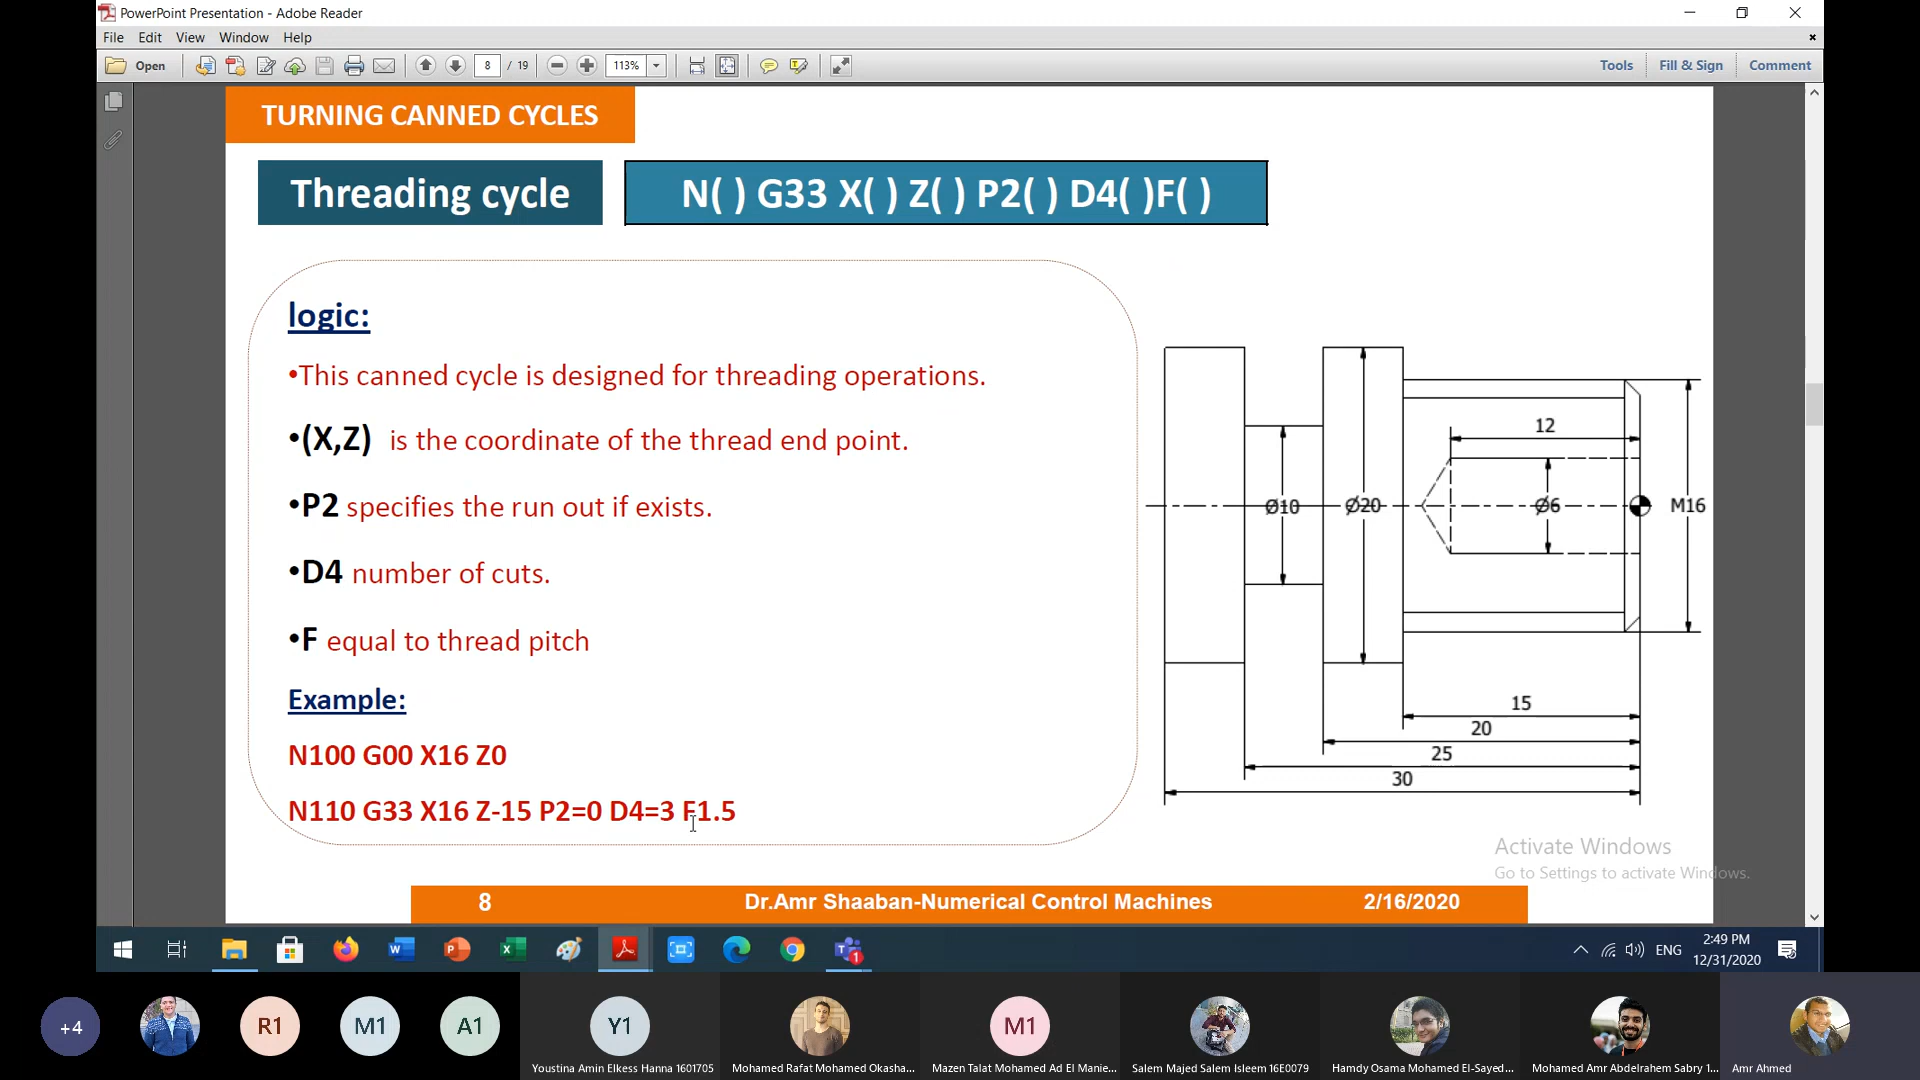 PowerPoint Presentation - Adobe Reader
File Edit View Window Help
Open 8 / 19 113% Tools Fill & Sign Comment
TURNING CANNED CYCLES
Threading cycle
N( ) G33 X( ) Z( ) P2( ) D4( )F( )
logic:
•This canned cycle is designed for threading operations.
•(X,Z) is the coordinate of the thread end point.
•P2 specifies the run out if exists.
•D4 number of cuts.
•F equal to thread pitch
Example:
N100 G00 X16 Z0
N110 G33 X16 Z-15 P2=0 D4=3 F1.5
12
Ø10 Ø20 Ø6 M16
15
20
25
30
Activate Windows
Go to Settings to activate Windows.
8 Dr.Amr Shaaban-Numerical Control Machines 2/16/2020
ENG
2:49 PM
12/31/2020
+4 R1 M1 A1 Y1 M1
Youstina Amin Elkess Hanna 1601705
Mohamed Rafat Mohamed Okasha...
Mazen Talat Mohamed Ad El Manie...
Salem Majed Salem Isleem 16E0079
Hamdy Osama Mohamed El-Sayed...
Mohamed Amr Abdelrahem Sabry 1...
Amr Ahmed